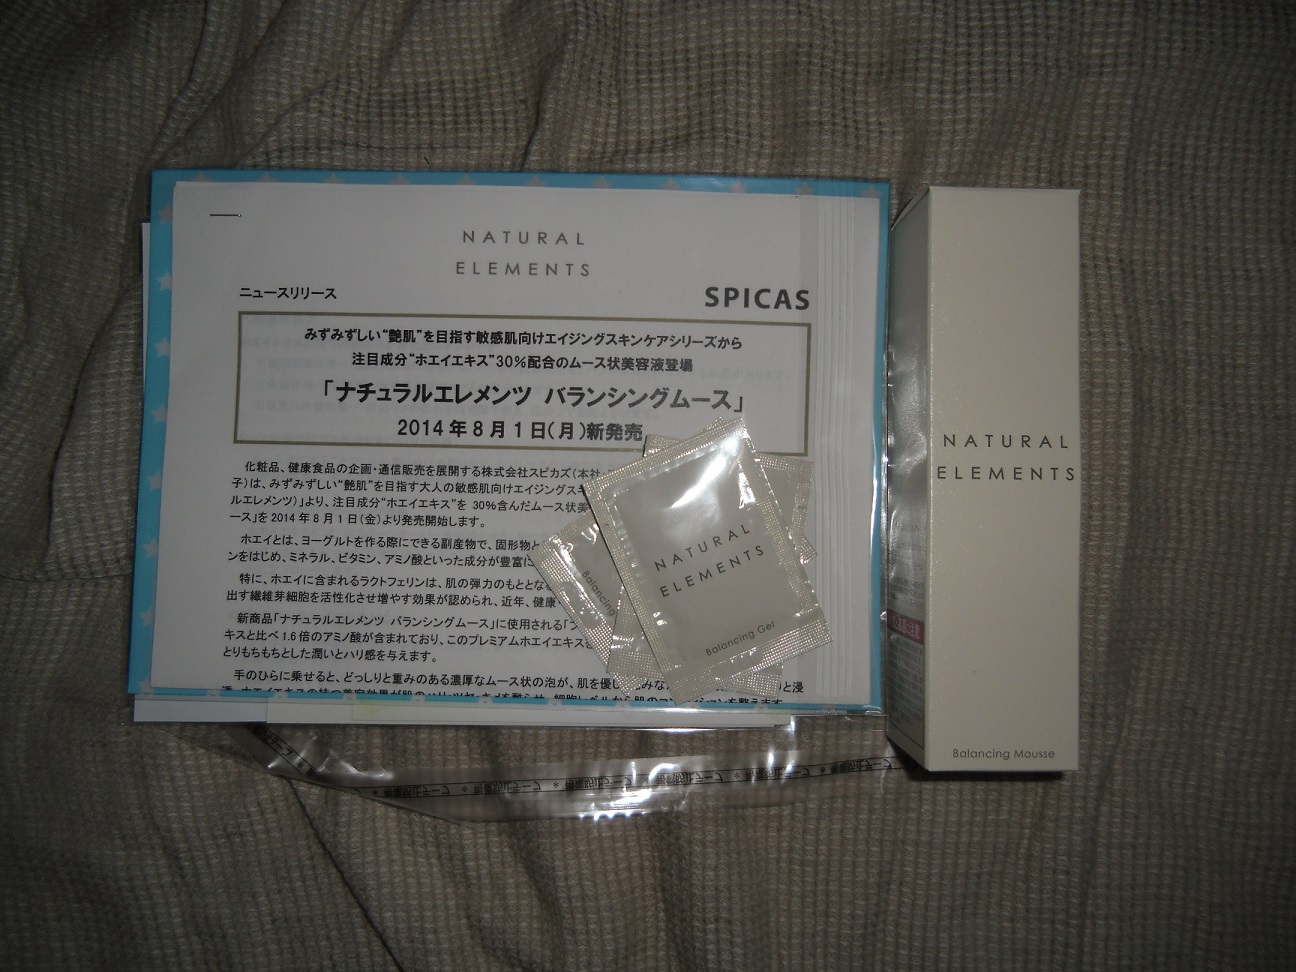 NATURAL
ELEMENTS
ニュースリリース
SPICAS
みずみずしい“艶肌”を目指す敏感肌向けエイジングスキンケアシリーズから
注目成分“ホエイエキス”30％配合のムース状美容液登場
「ナチュラルエレメンツ バランシングムース」
2014年8月1日(月)新発売
化粧品、健康食品の企画・通信販売を展開する株式会社スピカズ(本社:
子)は、みずみずしい“艶肌”を目指す大人の敏感肌向けエイジングス
ルエレメンツ)」より、注目成分“ホエイエキス”を 30%含んだムース状美
ース」を2014年8月1日(金)より発売開始します。
ホエイとは、ヨーグルトを作る際にできる副産物で、固形物と
ンをはじめ、ミネラル、ビタミン、アミノ酸といった成分が豊富に
特に、ホエイに含まれるラクトフェリンは、肌の弾力のもととな
出す繊維芽細胞を活性化させ増やす効果が認められ、近年、健康
新商品「ナチュラルエレメンツ バランシングムース」に使用される「プ
キスと比べ1.6倍のアミノ酸が含まれており、このプレミアムホエイエキス
とりもちもちとした潤いとハリ感を与えます。
手のひらに乗せると、どっしりと重みのある濃厚なムース状の泡が、肌を優し
NATURAL
ELEMENTS
Balancing Gel
Balancing
NATURAL
ELEMENTS
Balancing Mousse